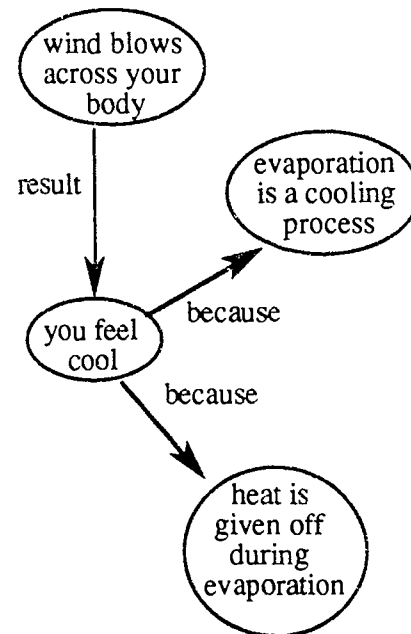 wind blows
across your
body
result
evaporation
is a cooling
process
you feel
cool
because
because
heat is
given off
during
evaporation